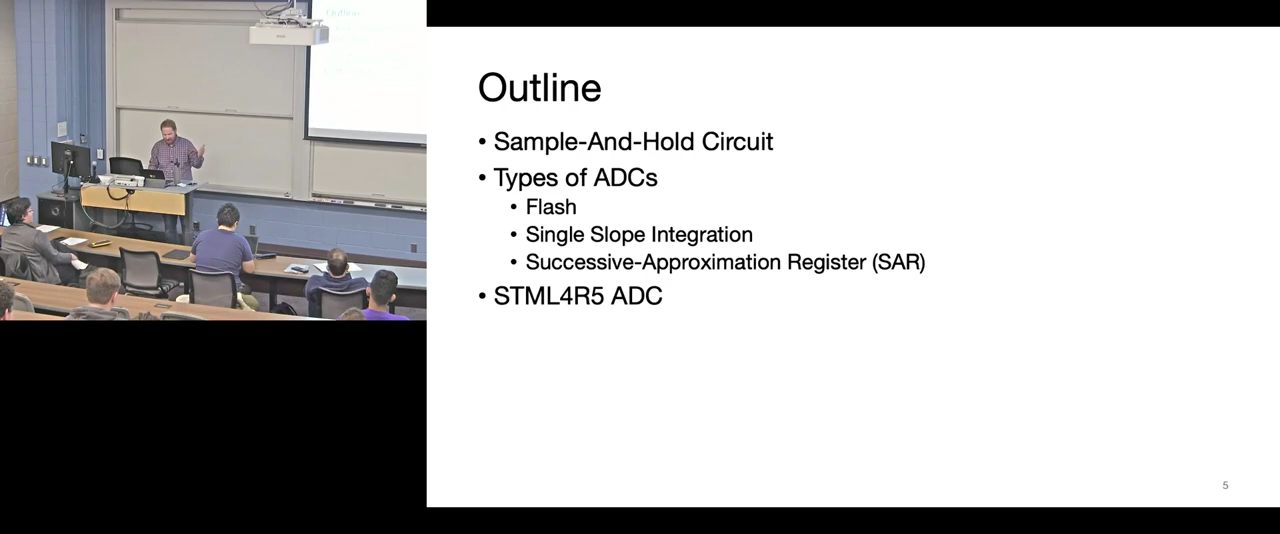 Outline
• Sample-And-Hold Circuit
• Types of ADCs
• Flash
• Single Slope Integration
• Successive-Approximation Register (SAR)
• STML4R5 ADC
5